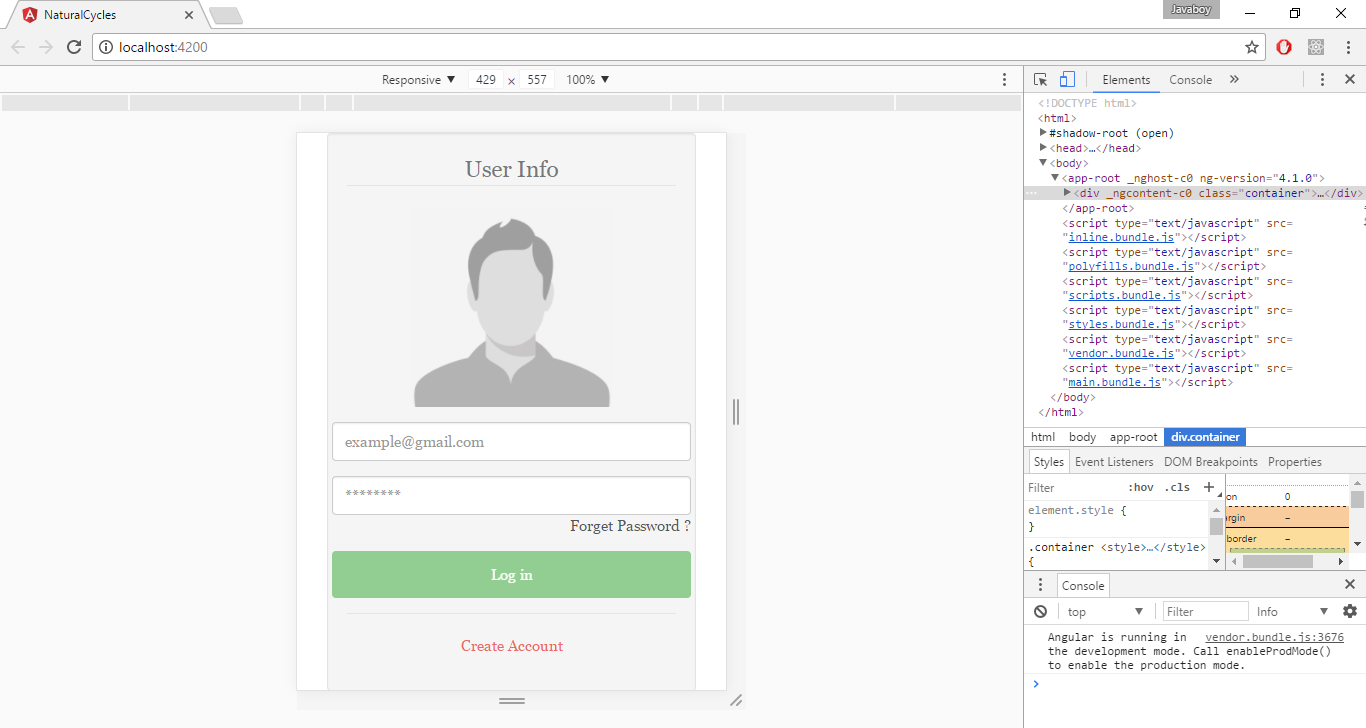 NaturalCycles
Javaboy
localhost:4200
Responsive ▼ 429 × 557 100% ▼
Elements Console »
User Info
example@gmail.com
********
Forget Password ?
Log in
Create Account
<!DOCTYPE html>
<html>
▶#shadow-root (open)
▶<head>…</head>
▼<body>
▼<app-root _nghost-c0 ng-version="4.1.0">
… ▶<div _ngcontent-c0 class="container">…</div>
</app-root>
<script type="text/javascript" src=
"inline.bundle.js"></script>
<script type="text/javascript" src=
"polyfills.bundle.js"></script>
<script type="text/javascript" src=
"scripts.bundle.js"></script>
<script type="text/javascript" src=
"styles.bundle.js"></script>
<script type="text/javascript" src=
"vendor.bundle.js"></script>
<script type="text/javascript" src=
"main.bundle.js"></script>
</body>
</html>
html body app-root div.container
Styles Event Listeners DOM Breakpoints Properties
Filter :hov .cls +
element.style {
}
.container <style>…</style>
{
on 0
rgin –
border –
Console
top ▼ Filter Info ▼
Angular is running in vendor.bundle.js:3676
the development mode. Call enableProdMode()
to enable the production mode.
>